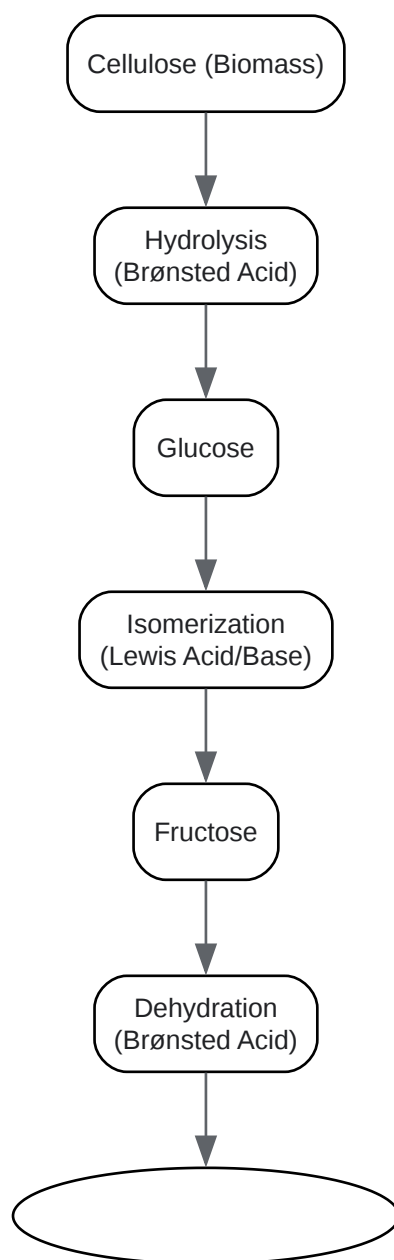 Cellulose (Biomass)
Hydrolysis
(Brønsted Acid)
Glucose
Isomerization
(Lewis Acid/Base)
Fructose
Dehydration
(Brønsted Acid)